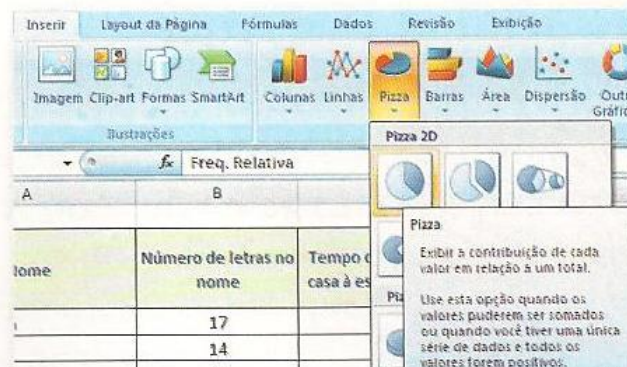 Inserir Layout da Página Fórmulas Dados Revisão Exibição
Imagem Clip-art Formas SmartArt Colunas Linhas Pizza Barras Área Dispersão
Ilustrações
Pizza 2D
fx Freq. Relativa
A B
Pizza
Exibir a contribuição de cada
valor em relação a um total.
Número de letras no
nome
Use esta opção quando os
valores puderem ser somados
ou quando você tiver uma única
série de dados e todos os
valores forem positivos.
17
14